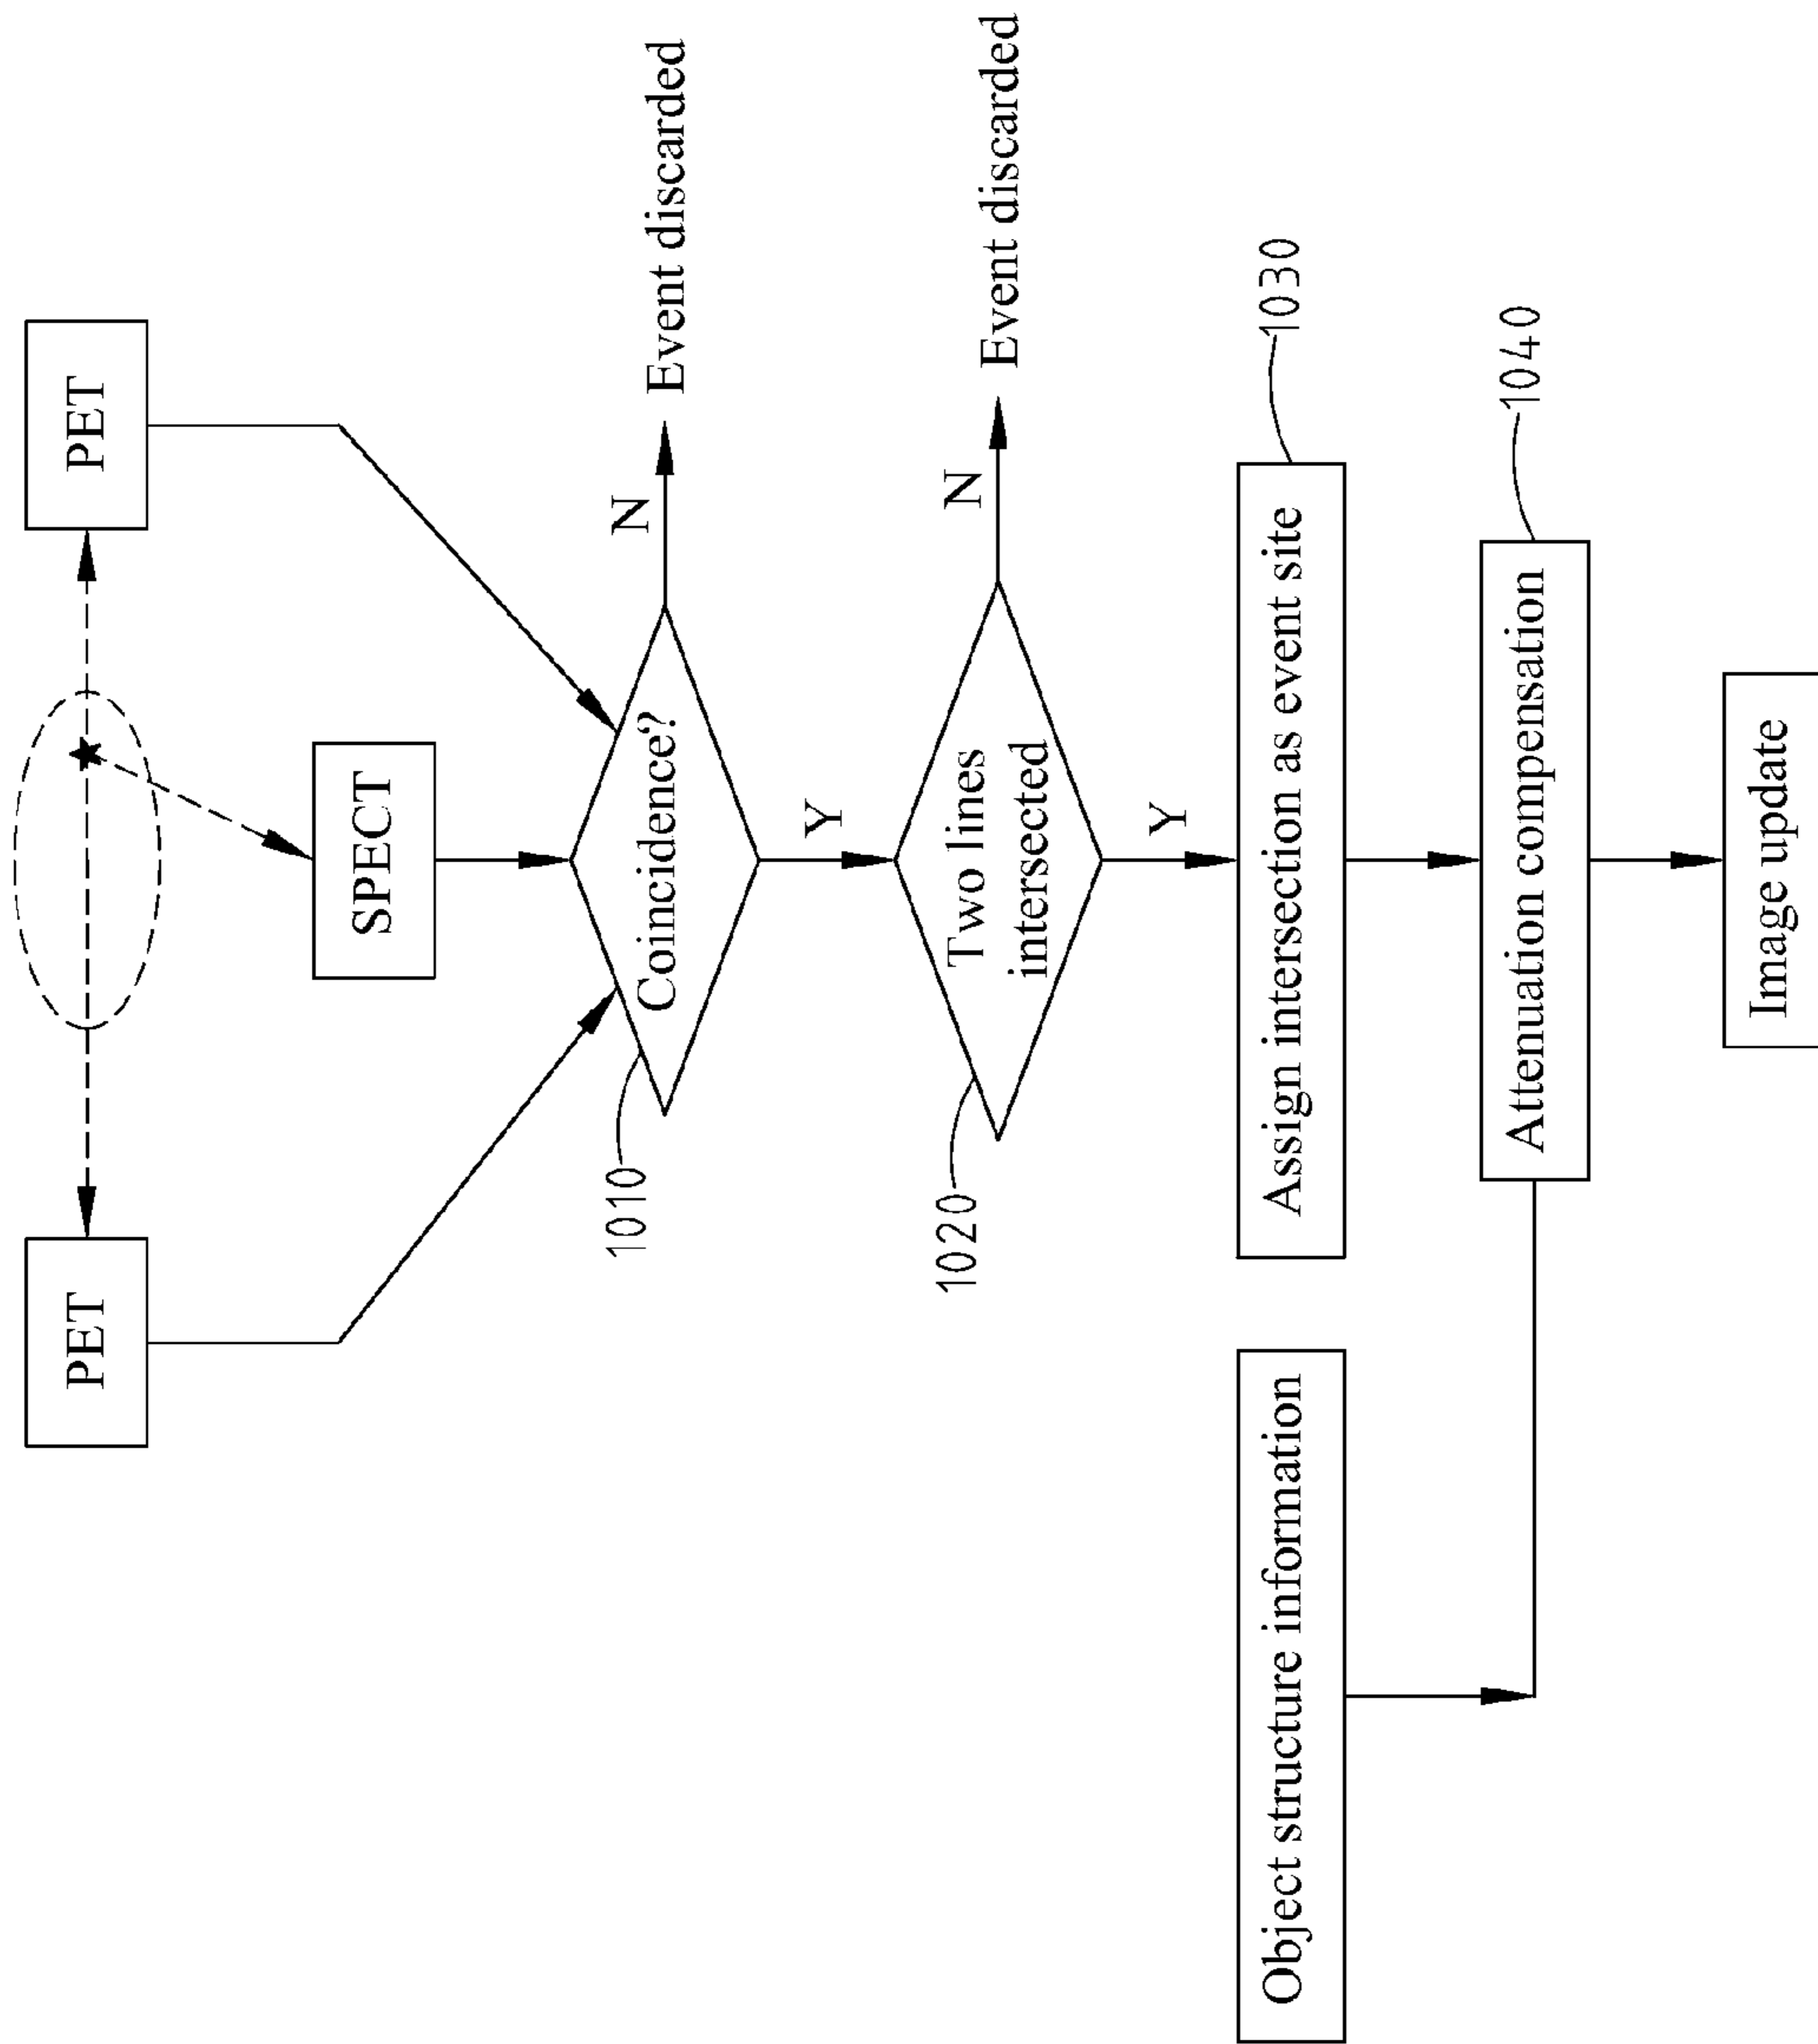 PET
PET
SPECT
Coincidence?
1010
N
Event discarded
Y
Two lines
intersected
1020
N
Event discarded
Y
Object structure information
Assign intersection as event site
1030
Attenuation compensation
1040
Image update